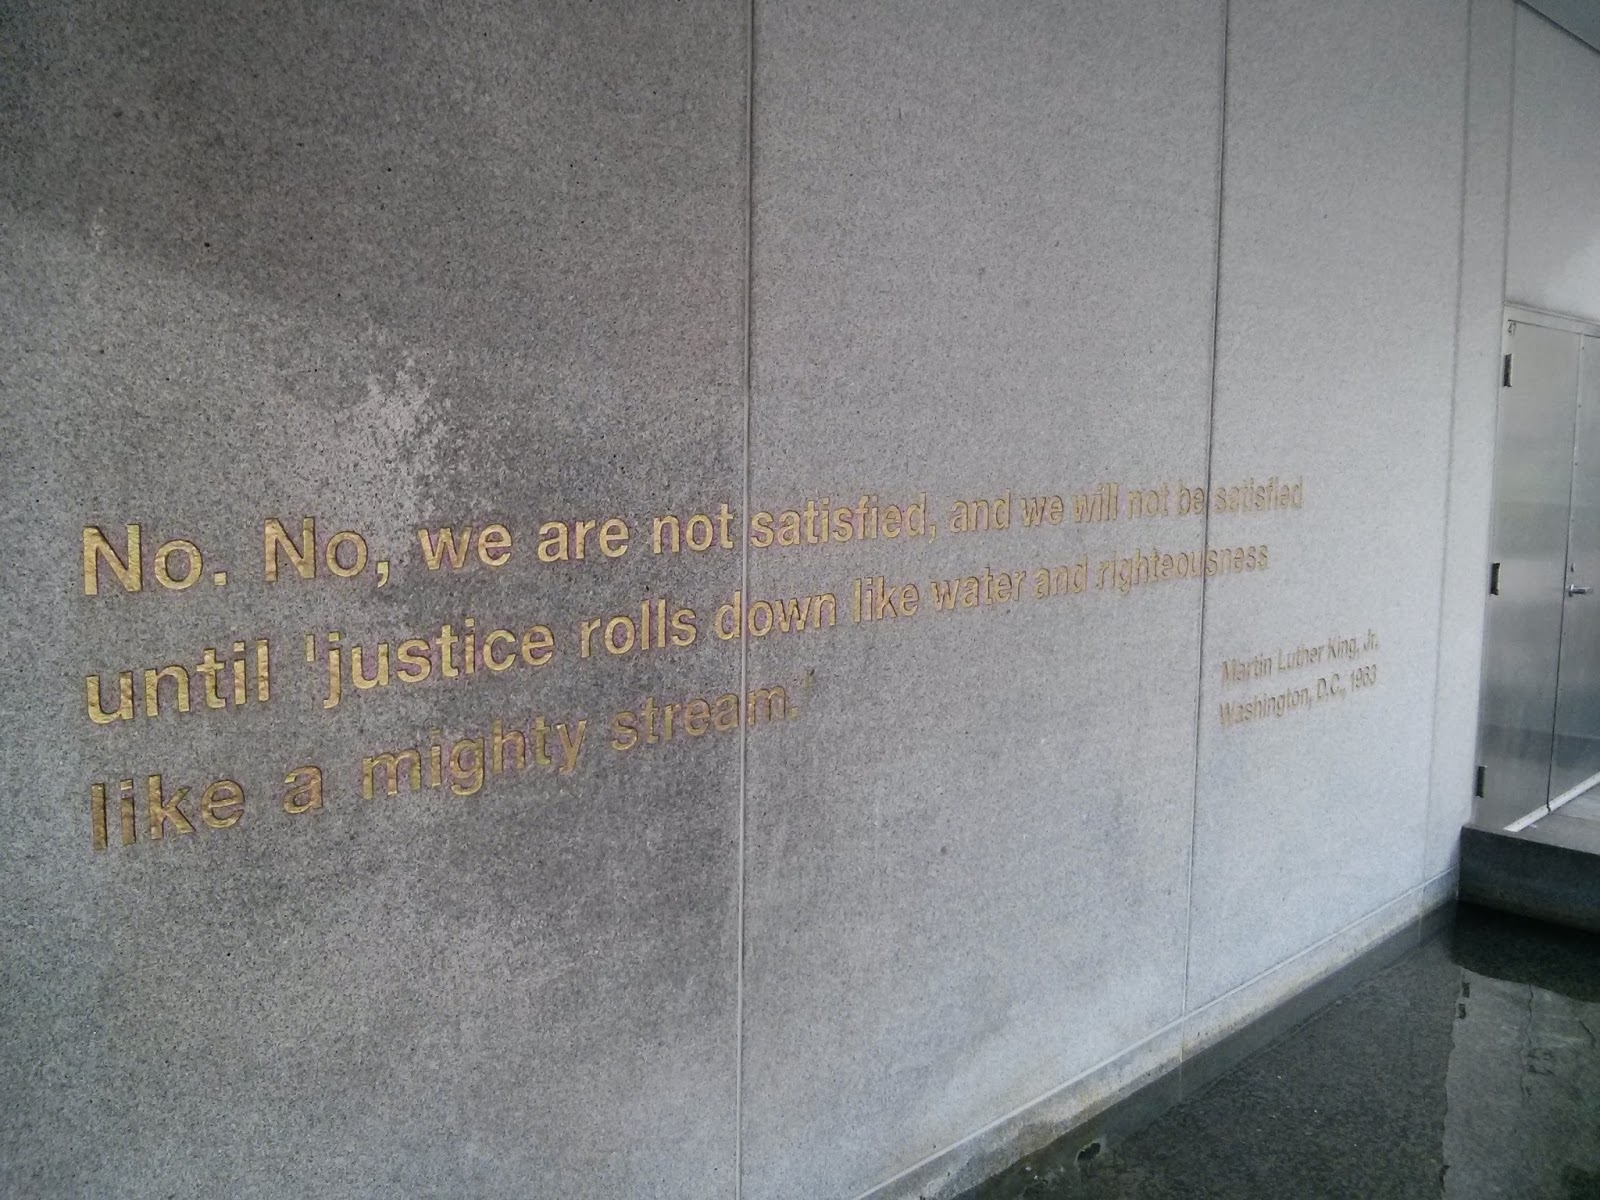 No. No, we are not satisfied, and we will not be satisfied
until 'justice rolls down like water and righteousness
like a mighty stream.'
Martin Luther King, Jr.
Washington, D.C., 1963